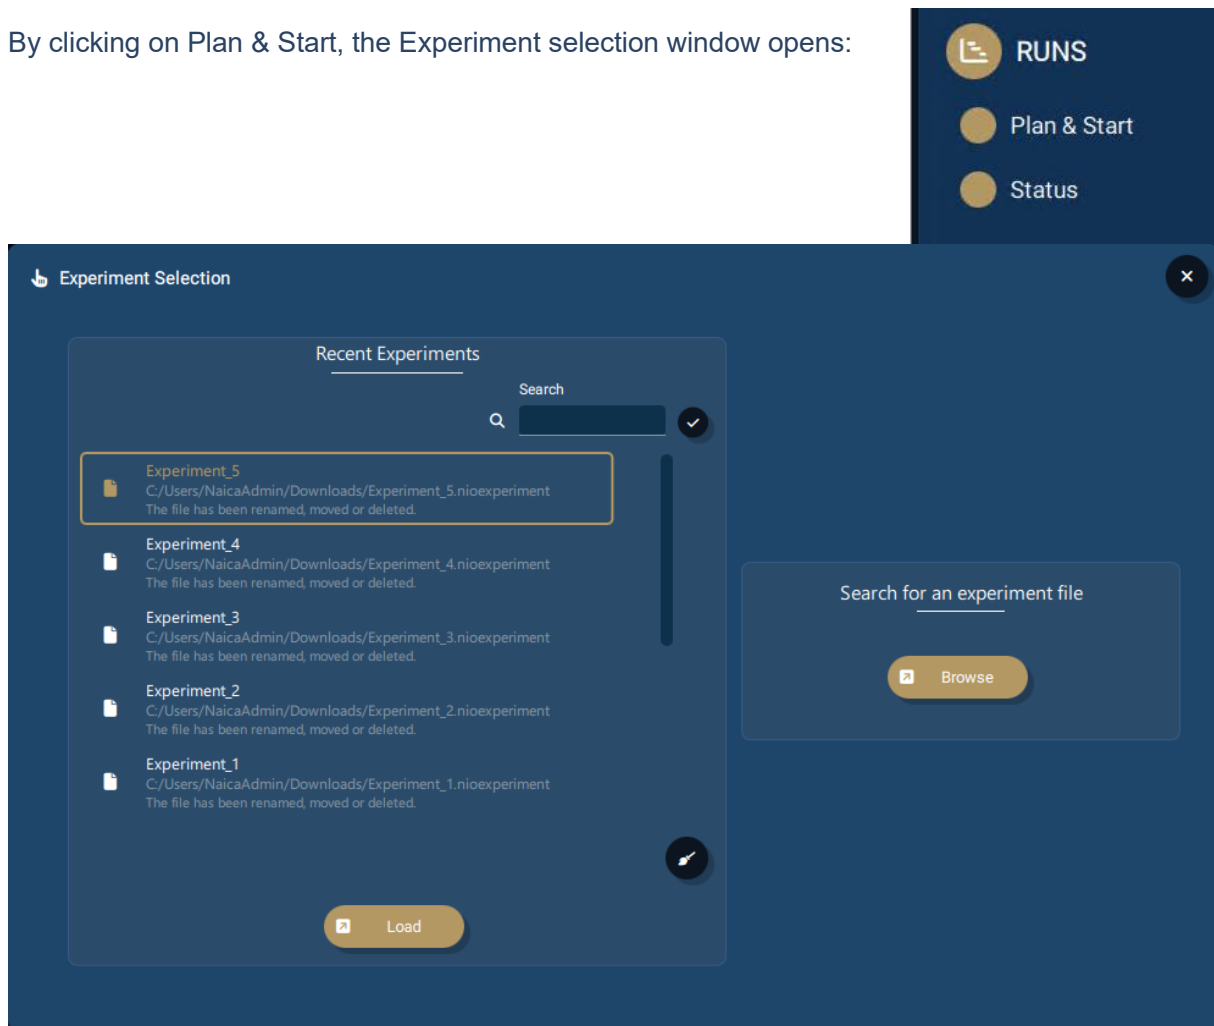 By clicking on Plan & Start, the Experiment selection window opens:
RUNS
Plan & Start
Status
Experiment Selection
Recent Experiments
Search
Experiment_5
C:/Users/NaicaAdmin/Downloads/Experiment_5.nioexperiment
The file has been renamed, moved or deleted.
Experiment_4
C:/Users/NaicaAdmin/Downloads/Experiment_4.nioexperiment
The file has been renamed, moved or deleted.
Experiment_3
C:/Users/NaicaAdmin/Downloads/Experiment_3.nioexperiment
The file has been renamed, moved or deleted.
Experiment_2
C:/Users/NaicaAdmin/Downloads/Experiment_2.nioexperiment
The file has been renamed, moved or deleted.
Experiment_1
C:/Users/NaicaAdmin/Downloads/Experiment_1.nioexperiment
The file has been renamed, moved or deleted.
Load
Search for an experiment file
Browse